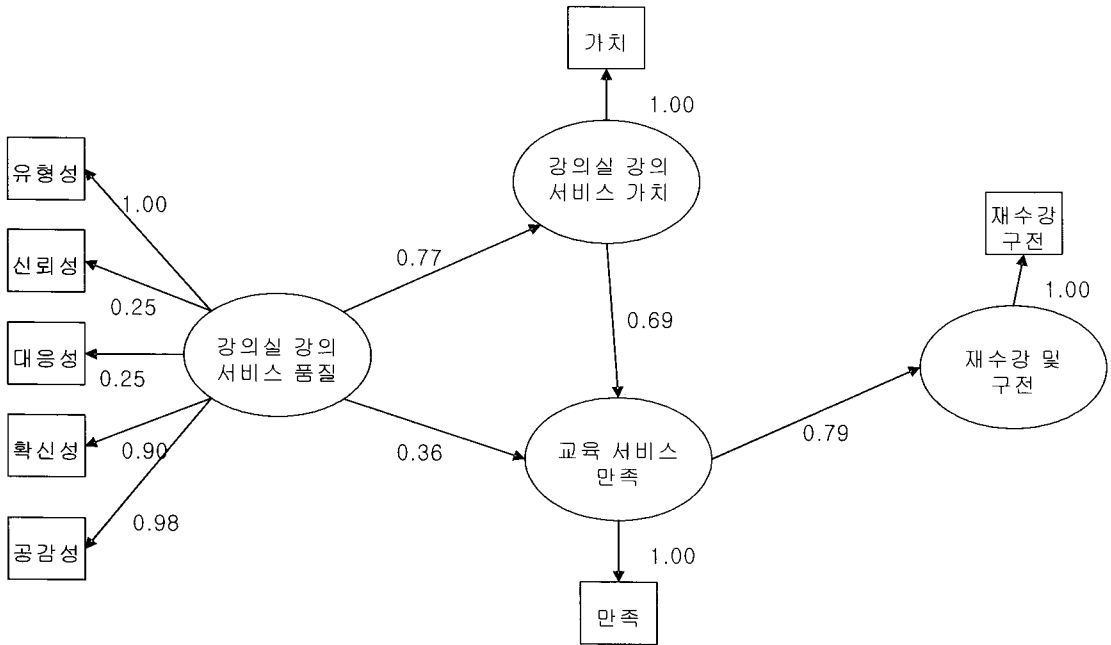 가치
1.00
강의실 강의
서비스 가치
유형성
1.00
신뢰성
0.25
대응성
0.25
확신성
0.90
공감성
0.98
강의실 강의
서비스 품질
0.77
0.36
0.69
교육 서비스
만족
1.00
만족
0.79
재수강
구전
1.00
재수강 및
구전